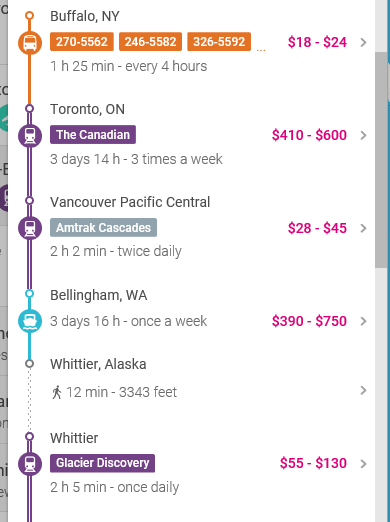 Buffalo, NY
270-5562 246-5582 326-5592 ...
$18 - $24
1 h 25 min - every 4 hours
Toronto, ON
The Canadian
$410 - $600
3 days 14 h - 3 times a week
Vancouver Pacific Central
Amtrak Cascades
$28 - $45
2 h 2 min - twice daily
Bellingham, WA
3 days 16 h - once a week
$390 - $750
Whittier, Alaska
12 min - 3343 feet
Whittier
Glacier Discovery
$55 - $130
2 h 5 min - once daily